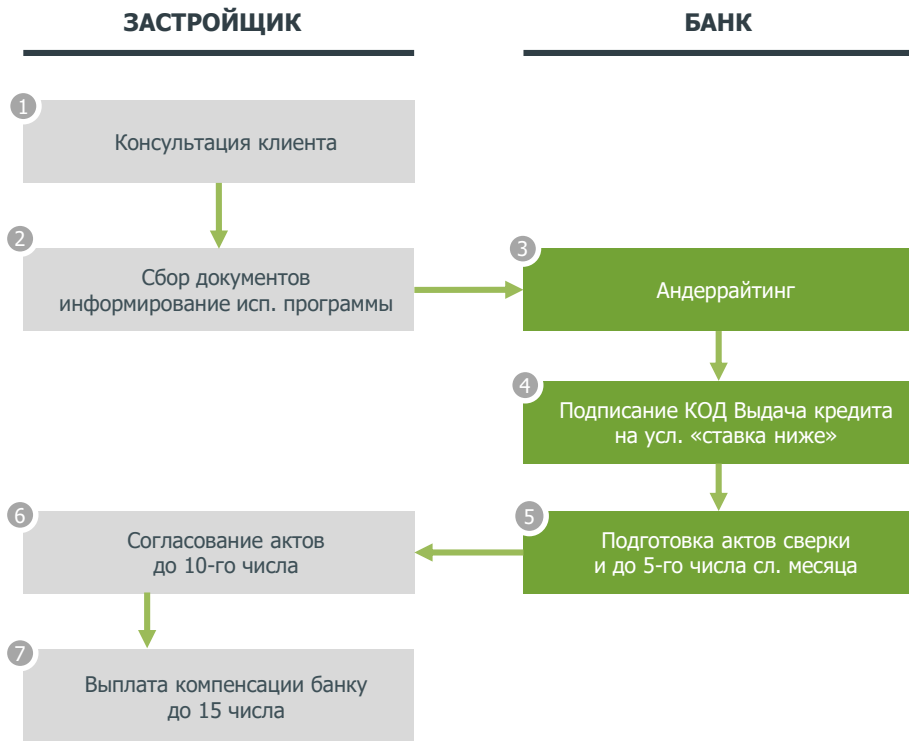 ЗАСТРОЙЩИК
БАНК
1
Консультация клиента
2
Сбор документов
информирование исп. программы
3
Андеррайтинг
4
Подписание КОД Выдача кредита
на усл. «ставка ниже»
5
Подготовка актов сверки
и до 5-го числа сл. месяца
6
Согласование актов
до 10-го числа
7
Выплата компенсации банку
до 15 числа